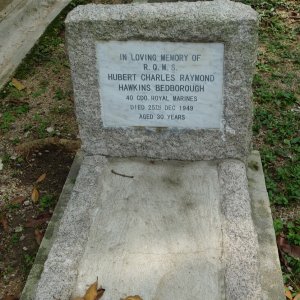 IN LOVING MEMORY OF
R.Q.M.S.
HUBERT CHARLES RAYMOND
HAWKINS BEDBOROUGH
40 CDO. ROYAL MARINES
DIED 25TH DEC 1949
AGED 30 YEARS